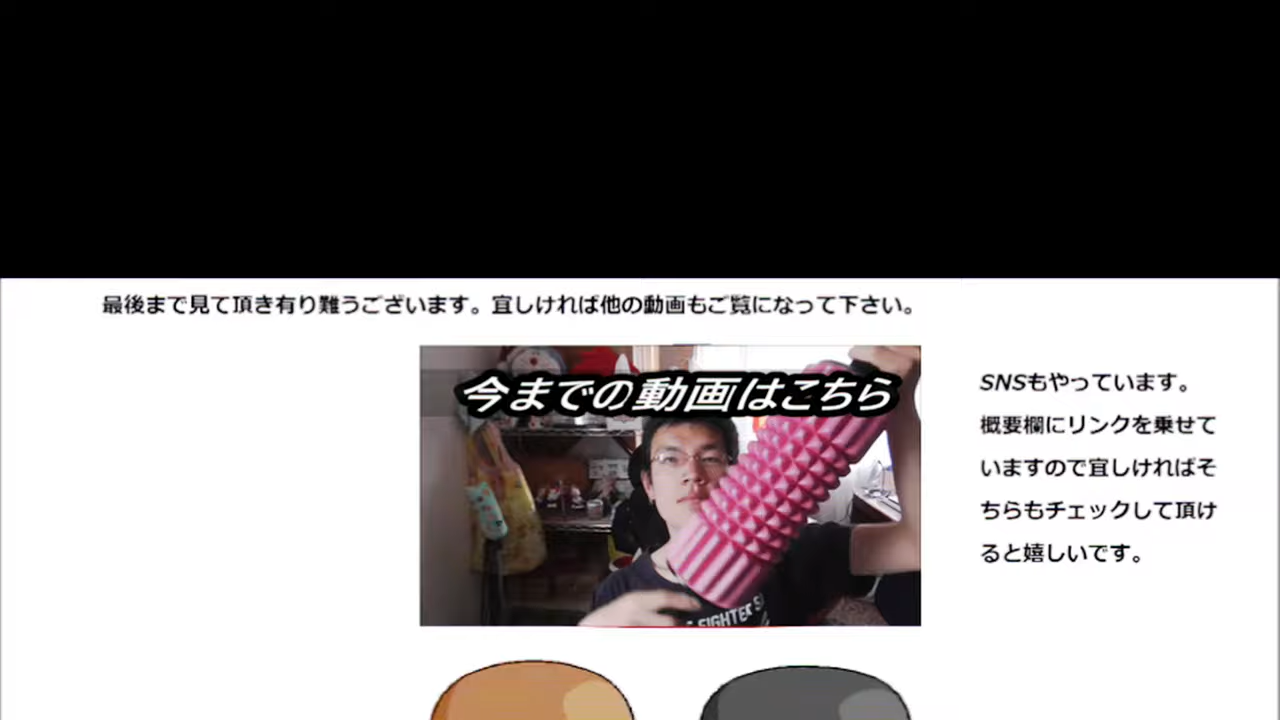 最後まで見て頂き有り難うございます。宜しければ他の動画もご覧になって下さい。
今までの動画はこちら
SNSもやっています。
概要欄にリンクを乗せて
いますので宜しければそ
ちらもチェックして頂け
ると嬉しいです。
FIGHTER